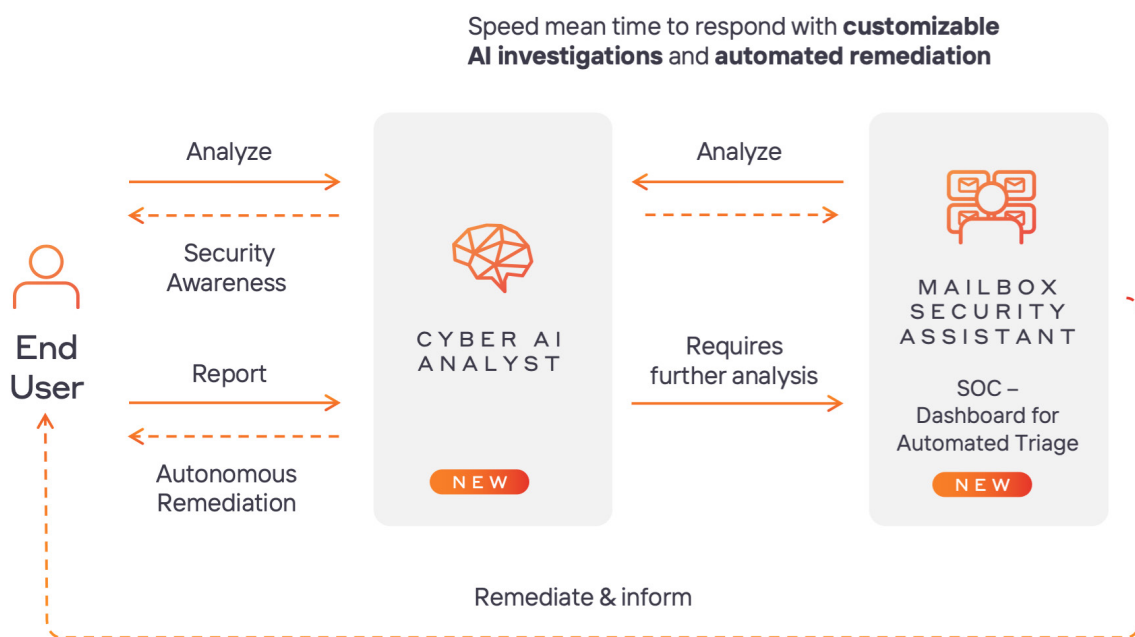 Speed mean time to respond with customizable
AI investigations and automated remediation
Analyze
Security
Awareness
End
User
Report
Autonomous
Remediation
CYBER AI
ANALYST
NEW
Analyze
Requires
further analysis
MAILBOX
SECURITY
ASSISTANT
SOC –
Dashboard for
Automated Triage
NEW
Remediate & inform